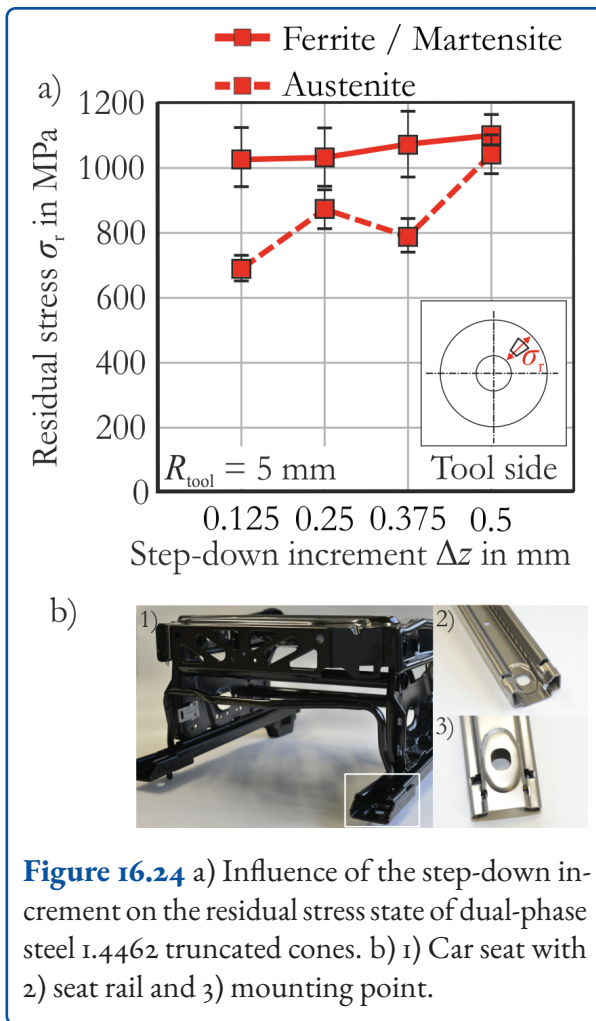 Ferrite / Martensite
Austenite
a)
1200
1000
800
600
400
200
0
Residual stress σr in MPa
σr
Rtool = 5 mm
Tool side
0.125 0.25 0.375 0.5
Step-down increment Δz in mm
b)
1)
2)
3)
Figure 16.24 a) Influence of the step-down in-
crement on the residual stress state of dual-phase
steel 1.4462 truncated cones. b) 1) Car seat with
2) seat rail and 3) mounting point.